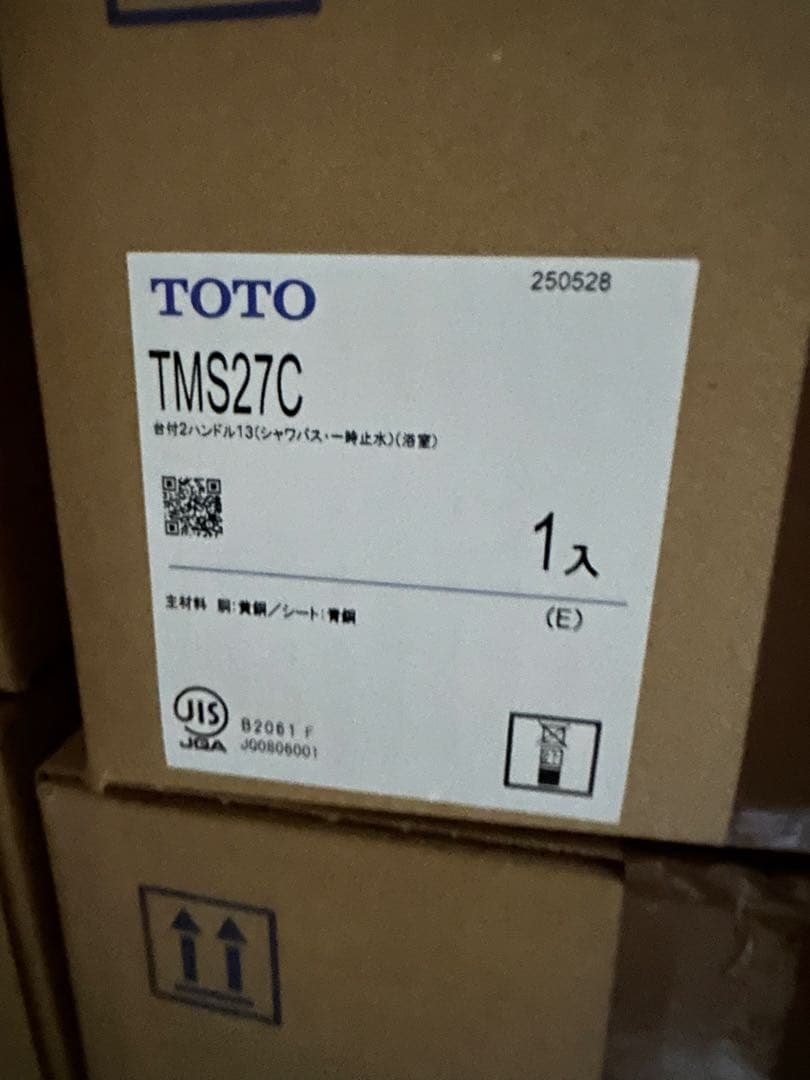 TOTO
250528
TMS27C
台付2ハンドル13(シャワバス・一時止水)(浴室)
1入
主材料 胴:黄銅/シート:青銅
(E)
JIS
JQA
B2061 F
JQ0806001